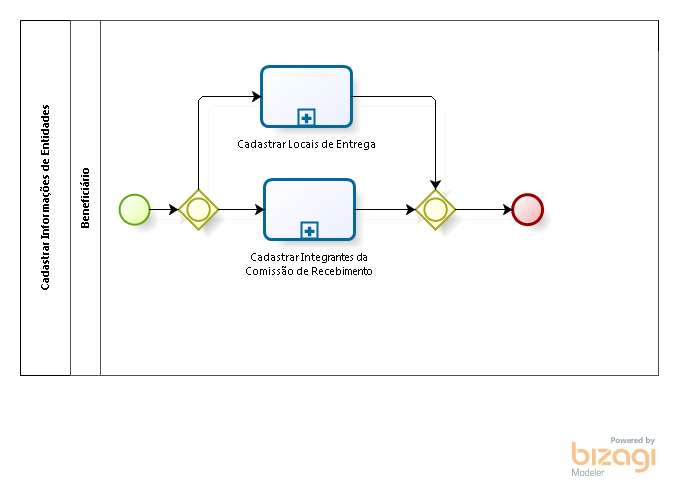 Cadastrar Informações de Entidades
Beneficiário
Cadastrar Locais de Entrega
Cadastrar Integrantes da
Comissão de Recebimento
Powered by
bizagi
Modeler